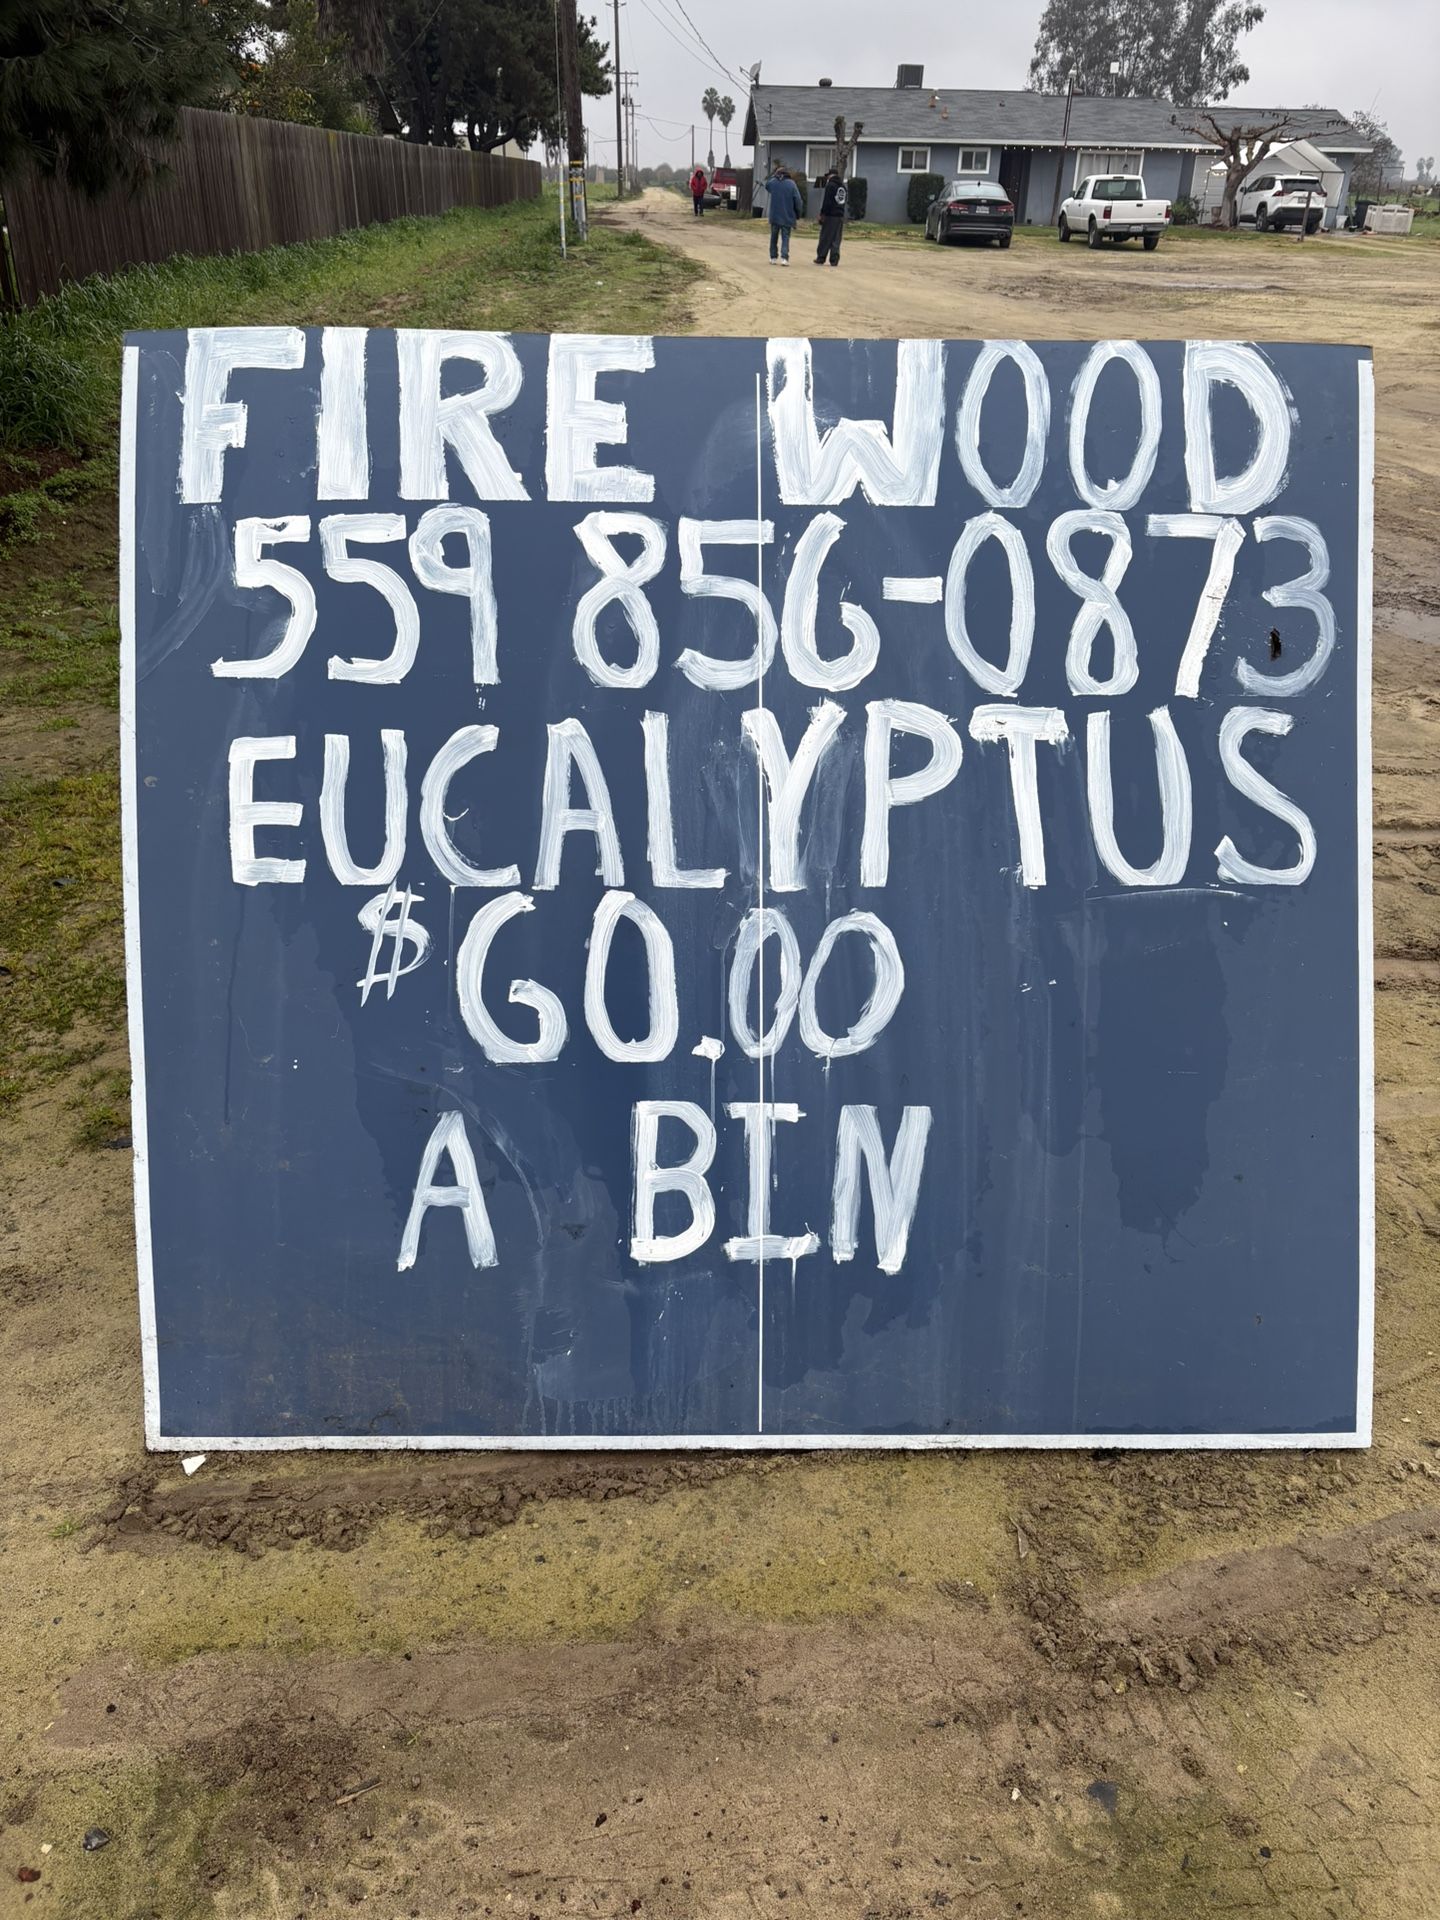 FIRE WOOD
559 856-0873
EUCALYPTUS
$60.00
A BIN